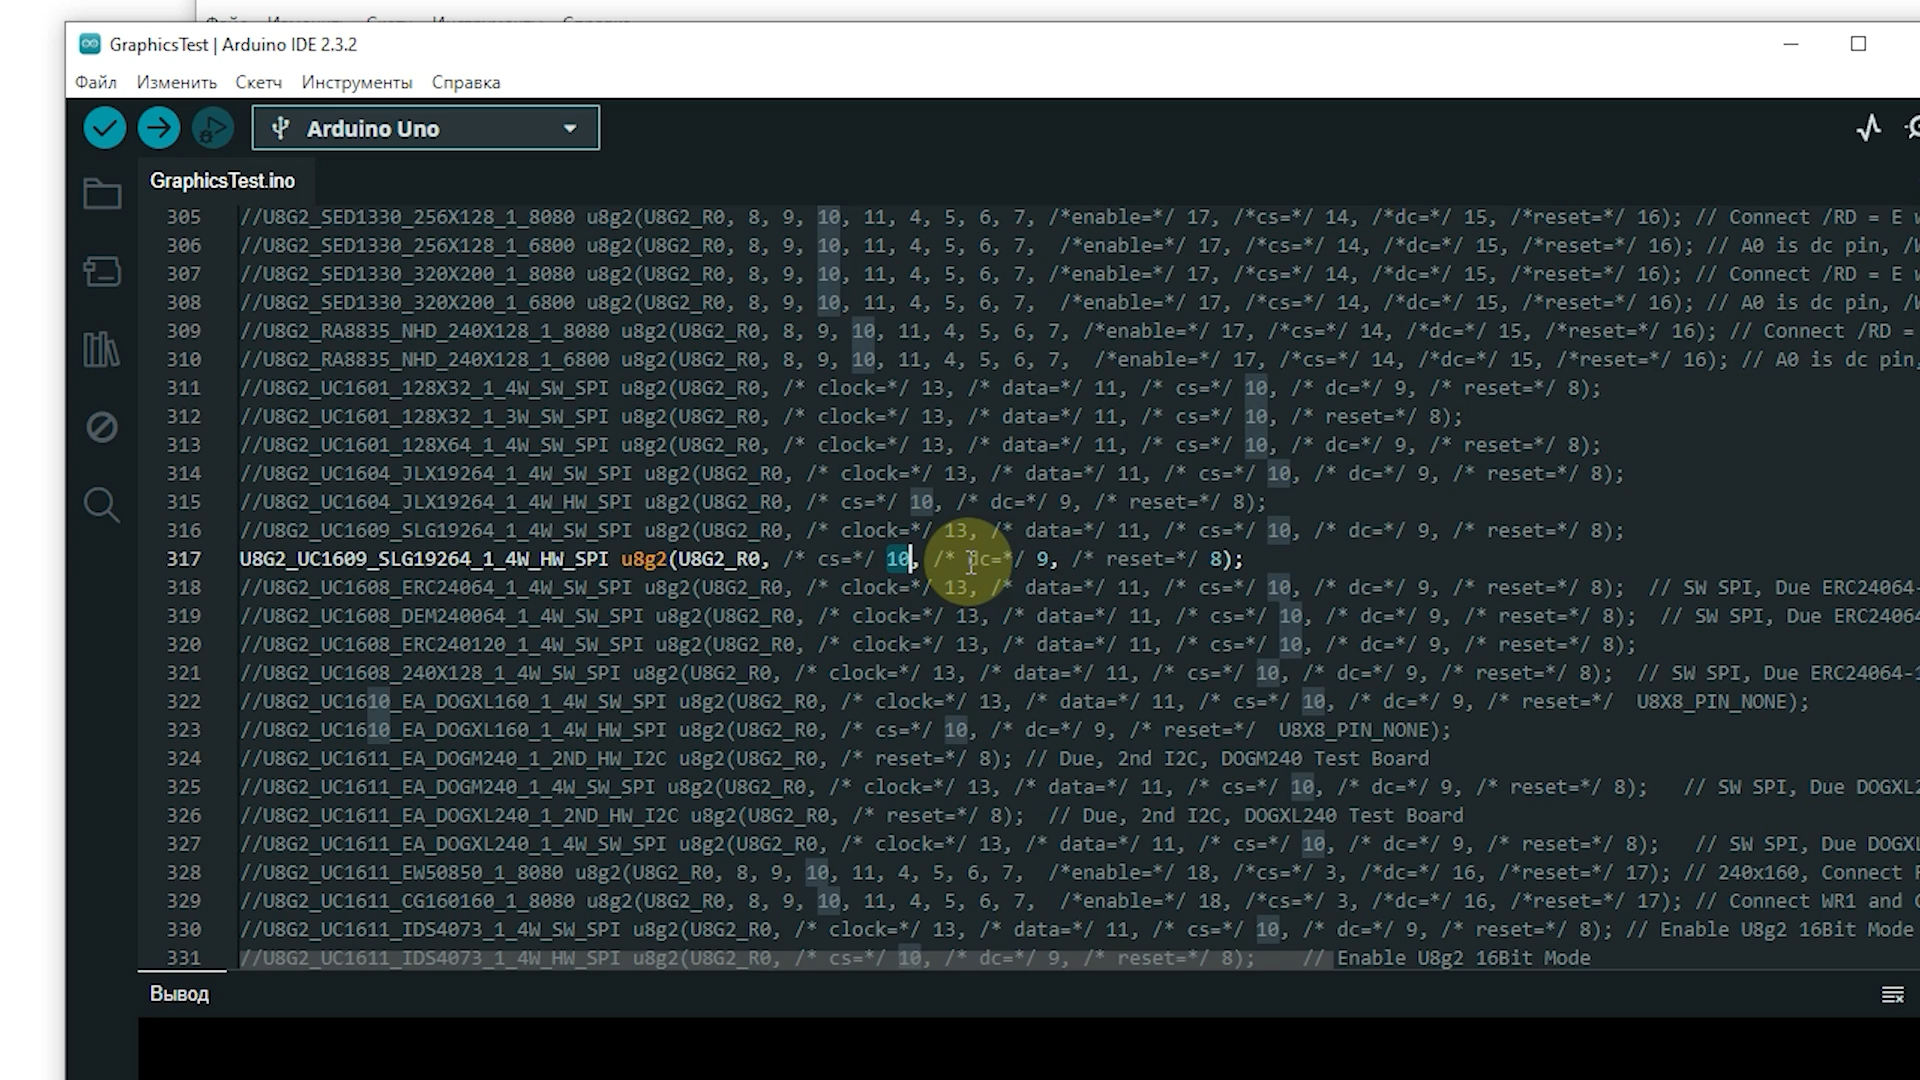 GraphicsTest | Arduino IDE 2.3.2
Файл Изменить Скетч Инструменты Справка
Arduino Uno
GraphicsTest.ino
305 //U8G2_SED1330_256X128_1_8080 u8g2(U8G2_R0, 8, 9, 10, 11, 4, 5, 6, 7, /*enable=*/ 17, /*cs=*/ 14, /*dc=*/ 15, /*reset=*/ 16); // Connect /RD = E
306 //U8G2_SED1330_256X128_1_6800 u8g2(U8G2_R0, 8, 9, 10, 11, 4, 5, 6, 7, /*enable=*/ 17, /*cs=*/ 14, /*dc=*/ 15, /*reset=*/ 16); // A0 is dc pin,
307 //U8G2_SED1330_320X200_1_8080 u8g2(U8G2_R0, 8, 9, 10, 11, 4, 5, 6, 7, /*enable=*/ 17, /*cs=*/ 14, /*dc=*/ 15, /*reset=*/ 16); // Connect /RD = E
308 //U8G2_SED1330_320X200_1_6800 u8g2(U8G2_R0, 8, 9, 10, 11, 4, 5, 6, 7, /*enable=*/ 17, /*cs=*/ 14, /*dc=*/ 15, /*reset=*/ 16); // A0 is dc pin,
309 //U8G2_RA8835_NHD_240X128_1_8080 u8g2(U8G2_R0, 8, 9, 10, 11, 4, 5, 6, 7, /*enable=*/ 17, /*cs=*/ 14, /*dc=*/ 15, /*reset=*/ 16); // Connect /RD =
310 //U8G2_RA8835_NHD_240X128_1_6800 u8g2(U8G2_R0, 8, 9, 10, 11, 4, 5, 6, 7, /*enable=*/ 17, /*cs=*/ 14, /*dc=*/ 15, /*reset=*/ 16); // A0 is dc pin,
311 //U8G2_UC1601_128X32_1_4W_SW_SPI u8g2(U8G2_R0, /* clock=*/ 13, /* data=*/ 11, /* cs=*/ 10, /* dc=*/ 9, /* reset=*/ 8);
312 //U8G2_UC1601_128X32_1_3W_SW_SPI u8g2(U8G2_R0, /* clock=*/ 13, /* data=*/ 11, /* cs=*/ 10, /* reset=*/ 8);
313 //U8G2_UC1601_128X64_1_4W_SW_SPI u8g2(U8G2_R0, /* clock=*/ 13, /* data=*/ 11, /* cs=*/ 10, /* dc=*/ 9, /* reset=*/ 8);
314 //U8G2_UC1604_JLX19264_1_4W_SW_SPI u8g2(U8G2_R0, /* clock=*/ 13, /* data=*/ 11, /* cs=*/ 10, /* dc=*/ 9, /* reset=*/ 8);
315 //U8G2_UC1604_JLX19264_1_4W_HW_SPI u8g2(U8G2_R0, /* cs=*/ 10, /* dc=*/ 9, /* reset=*/ 8);
316 //U8G2_UC1609_SLG19264_1_4W_SW_SPI u8g2(U8G2_R0, /* clock=*/ 13, /* data=*/ 11, /* cs=*/ 10, /* dc=*/ 9, /* reset=*/ 8);
317 U8G2_UC1609_SLG19264_1_4W_HW_SPI u8g2(U8G2_R0, /* cs=*/ 10, /* dc=*/ 9, /* reset=*/ 8);
318 //U8G2_UC1608_ERC24064_1_4W_SW_SPI u8g2(U8G2_R0, /* clock=*/ 13, /* data=*/ 11, /* cs=*/ 10, /* dc=*/ 9, /* reset=*/ 8); // SW SPI, Due ERC24064-
319 //U8G2_UC1608_DEM240064_1_4W_SW_SPI u8g2(U8G2_R0, /* clock=*/ 13, /* data=*/ 11, /* cs=*/ 10, /* dc=*/ 9, /* reset=*/ 8); // SW SPI, Due ERC24064
320 //U8G2_UC1608_ERC240120_1_4W_SW_SPI u8g2(U8G2_R0, /* clock=*/ 13, /* data=*/ 11, /* cs=*/ 10, /* dc=*/ 9, /* reset=*/ 8);
321 //U8G2_UC1608_240X128_1_4W_SW_SPI u8g2(U8G2_R0, /* clock=*/ 13, /* data=*/ 11, /* cs=*/ 10, /* dc=*/ 9, /* reset=*/ 8); // SW SPI, Due ERC24064-1
322 //U8G2_UC1610_EA_DOGXL160_1_4W_SW_SPI u8g2(U8G2_R0, /* clock=*/ 13, /* data=*/ 11, /* cs=*/ 10, /* dc=*/ 9, /* reset=*/ U8X8_PIN_NONE);
323 //U8G2_UC1610_EA_DOGXL160_1_4W_HW_SPI u8g2(U8G2_R0, /* cs=*/ 10, /* dc=*/ 9, /* reset=*/ U8X8_PIN_NONE);
324 //U8G2_UC1611_EA_DOGM240_1_2ND_HW_I2C u8g2(U8G2_R0, /* reset=*/ 8); // Due, 2nd I2C, DOGM240 Test Board
325 //U8G2_UC1611_EA_DOGM240_1_4W_SW_SPI u8g2(U8G2_R0, /* clock=*/ 13, /* data=*/ 11, /* cs=*/ 10, /* dc=*/ 9, /* reset=*/ 8); // SW SPI, Due DOGXL2
326 //U8G2_UC1611_EA_DOGXL240_1_2ND_HW_I2C u8g2(U8G2_R0, /* reset=*/ 8); // Due, 2nd I2C, DOGXL240 Test Board
327 //U8G2_UC1611_EA_DOGXL240_1_4W_SW_SPI u8g2(U8G2_R0, /* clock=*/ 13, /* data=*/ 11, /* cs=*/ 10, /* dc=*/ 9, /* reset=*/ 8); // SW SPI, Due DOGX
328 //U8G2_UC1611_EW50850_1_8080 u8g2(U8G2_R0, 8, 9, 10, 11, 4, 5, 6, 7, /*enable=*/ 18, /*cs=*/ 3, /*dc=*/ 16, /*reset=*/ 17); // 240x160, Connect
329 //U8G2_UC1611_CG160160_1_8080 u8g2(U8G2_R0, 8, 9, 10, 11, 4, 5, 6, 7, /*enable=*/ 18, /*cs=*/ 3, /*dc=*/ 16, /*reset=*/ 17); // Connect WR1 and
330 //U8G2_UC1611_IDS4073_1_4W_SW_SPI u8g2(U8G2_R0, /* clock=*/ 13, /* data=*/ 11, /* cs=*/ 10, /* dc=*/ 9, /* reset=*/ 8); // Enable U8g2 16Bit Mode
331 //U8G2_UC1611_IDS4073_1_4W_HW_SPI u8g2(U8G2_R0, /* cs=*/ 10, /* dc=*/ 9, /* reset=*/ 8); // Enable U8g2 16Bit Mode
Вывод